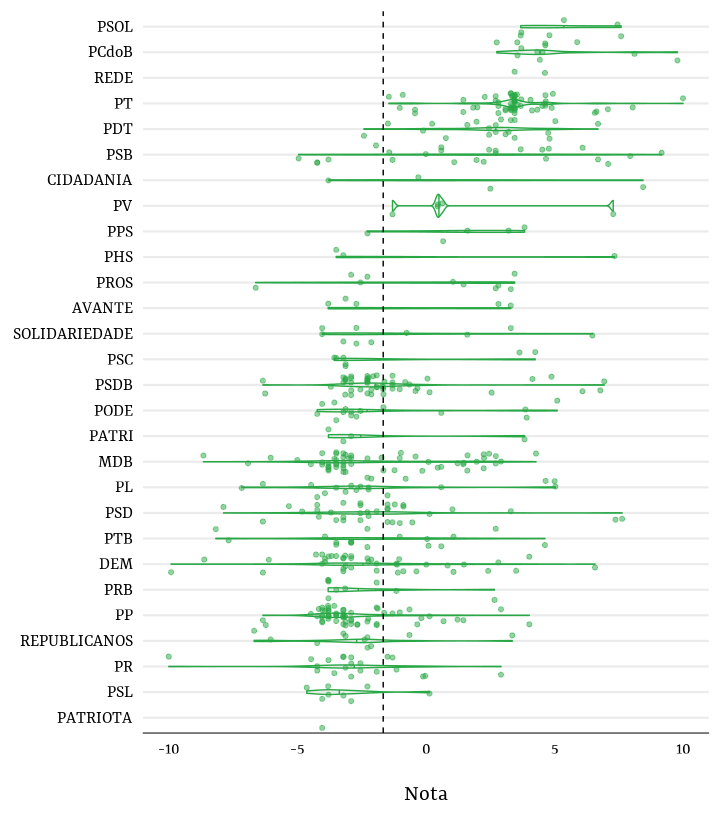 PSOL
PCdoB
REDE
PT
PDT
PSB
CIDADANIA
PV
PPS
PHS
PROS
AVANTE
SOLIDARIEDADE
PSC
PSDB
PODE
PATRI
MDB
PL
PSD
PTB
DEM
PRB
PP
REPUBLICANOS
PR
PSL
PATRIOTA
-10 -5 0 5 10
Nota